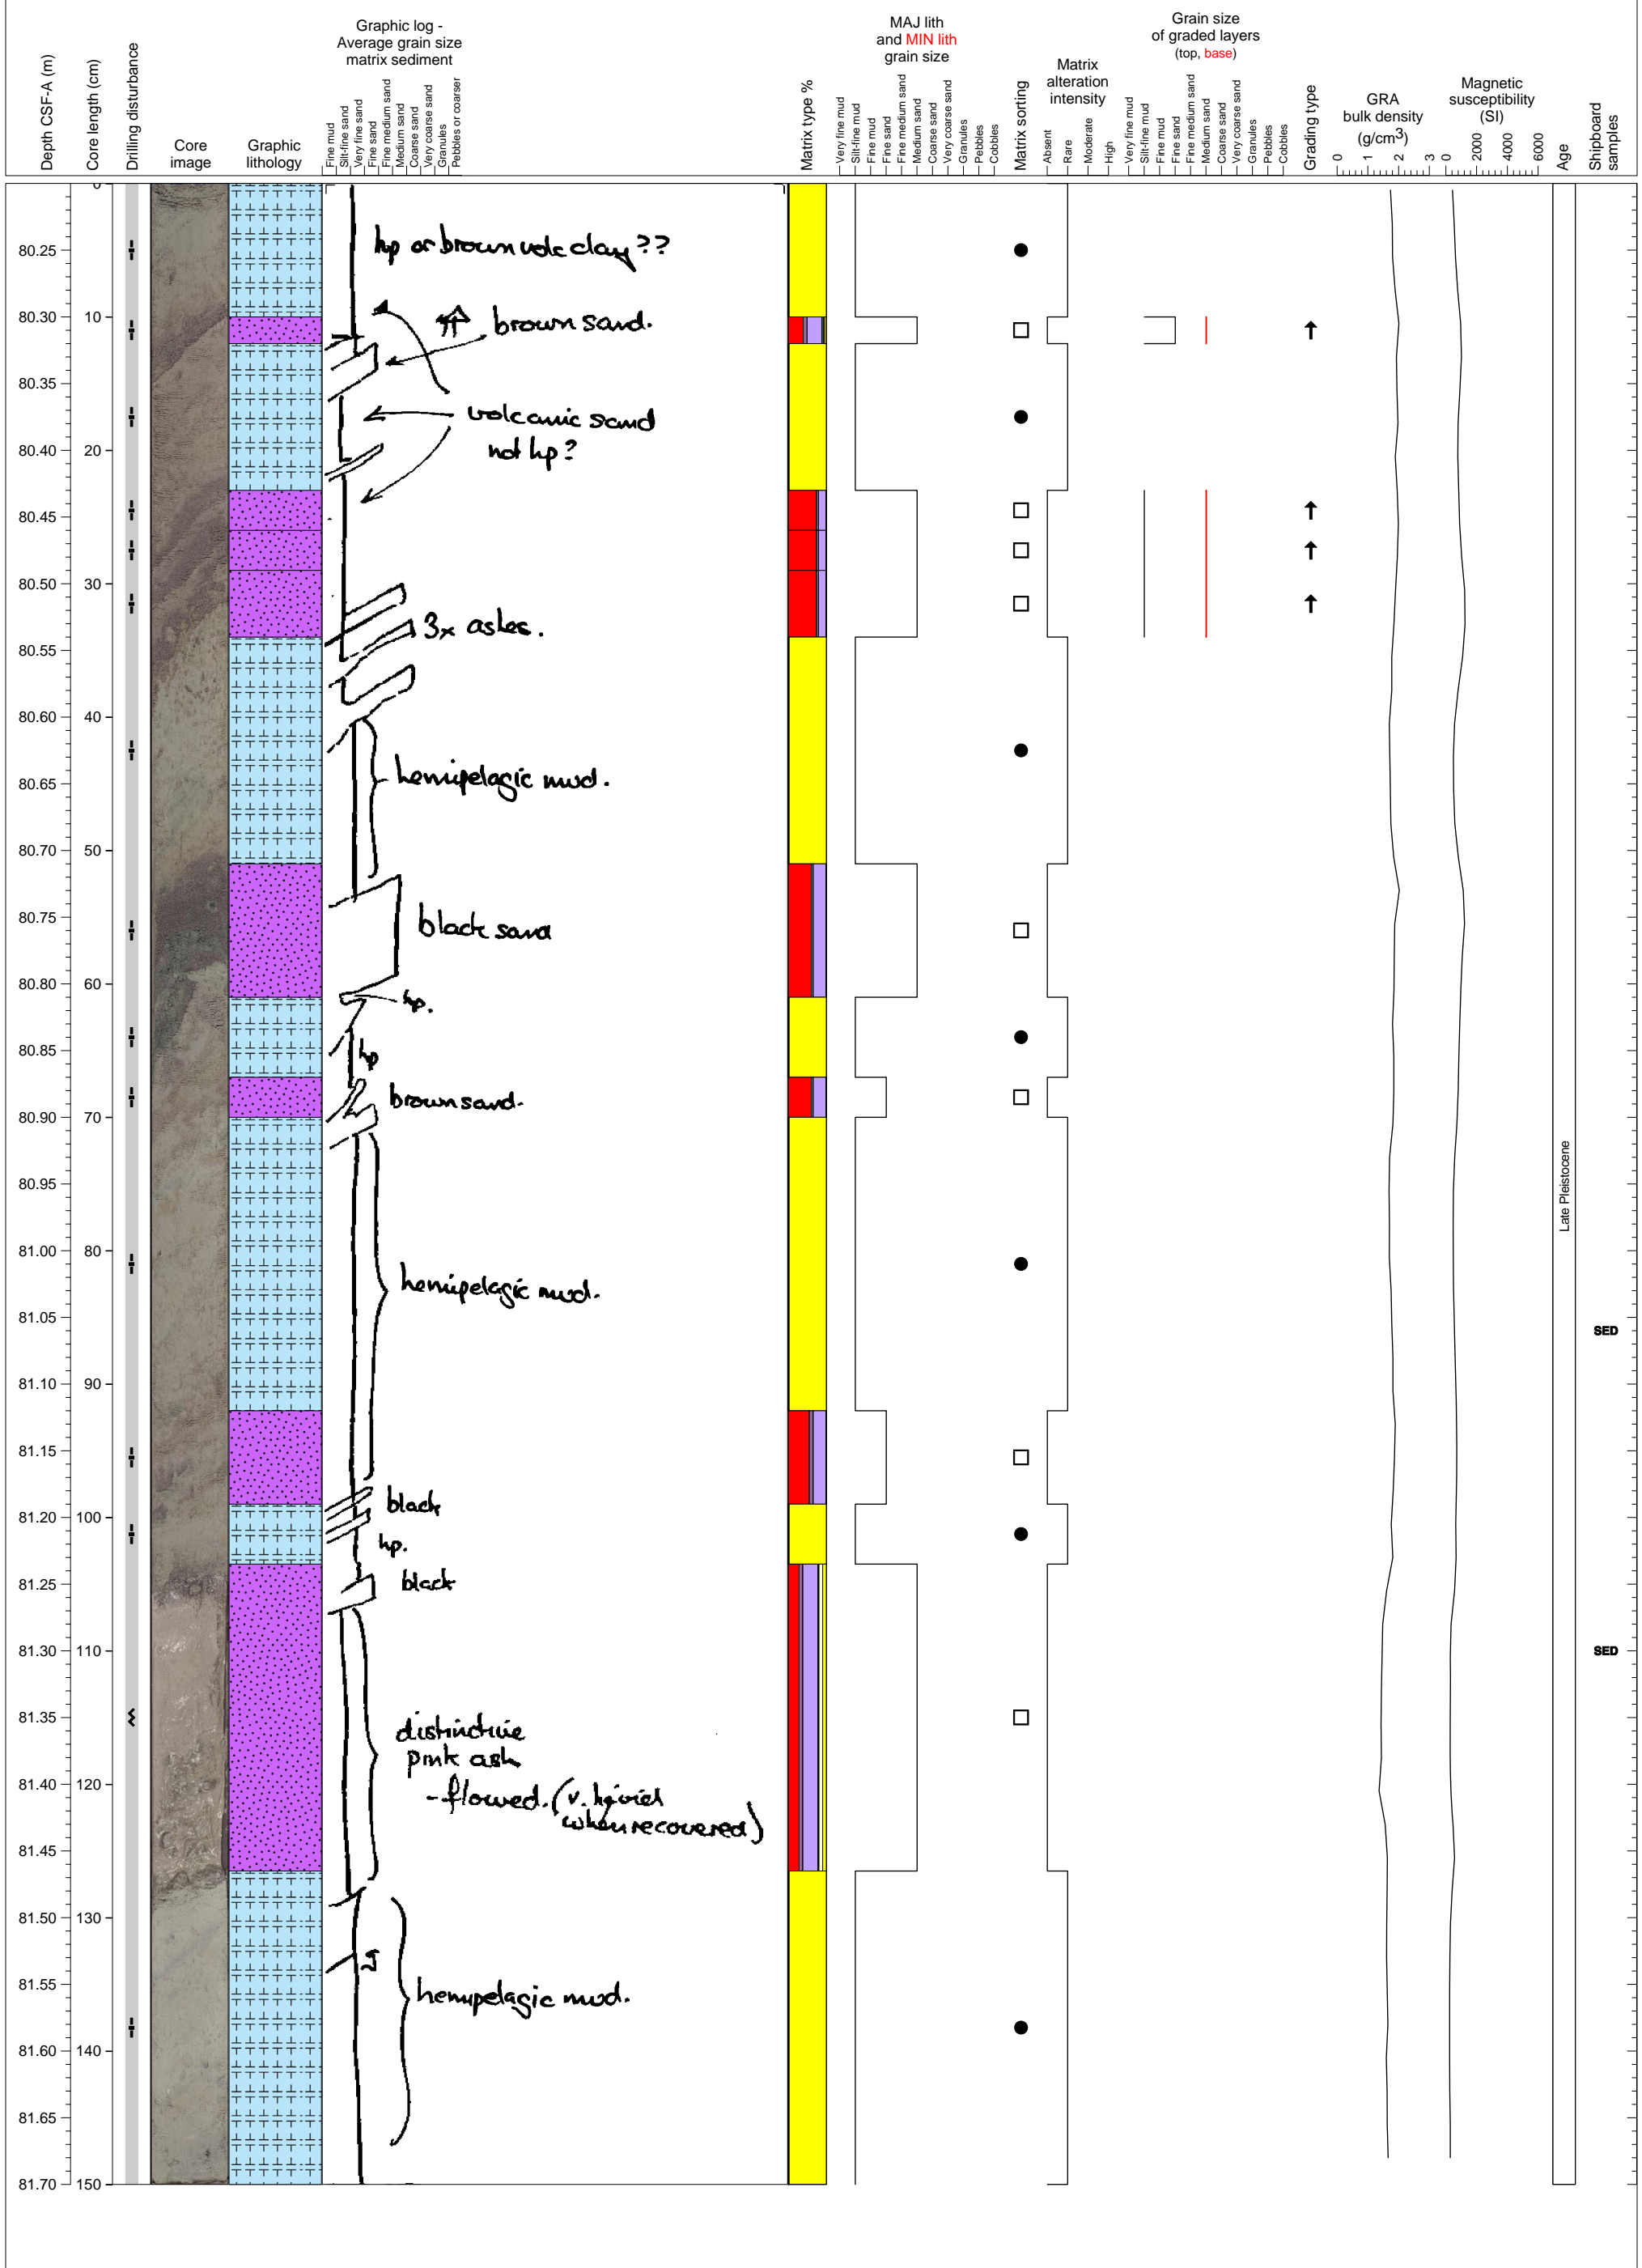 Depth CSF-A (m)
Core length (cm)
Drilling disturbance
Core
image
Graphic
lithology
Graphic log -
Average grain size
matrix sediment
Fine mud
Silt-fine sand
Very fine sand
Fine sand
Fine medium sand
Medium sand
Coarse sand
Very coarse sand
Granules
Pebbles or coarser
Matrix type %
MAJ lith
and MIN lith
grain size
Very fine mud
Silt-fine mud
Fine mud
Fine sand
Fine medium sand
Medium sand
Coarse sand
Very coarse sand
Granules
Pebbles
Cobbles
Matrix sorting
Matrix
alteration
intensity
Absent
Rare
Moderate
High
Grain size
of graded layers
(top, base)
Very fine mud
Silt-fine mud
Fine mud
Fine sand
Fine medium sand
Medium sand
Coarse sand
Very coarse sand
Granules
Pebbles
Cobbles
Grading type
GRA
bulk density
(g/cm3)
0 1 2 3
Magnetic
susceptibility
(SI)
0 2000 4000 6000
Age
Shipboard
samples
0
80.25
hp or brown volc clay??
80.30 10
brown sand.
80.35
volcanic sand
not hp?
80.40 20
80.45
80.50 30
3x ashes.
80.55
80.60 40
hemipelagic mud.
80.65
80.70 50
80.75
black sand
80.80 60
hp.
80.85
hp
brown sand.
80.90 70
80.95
Late Pleistocene
81.00 80
hemipelagic mud.
81.05
SED
81.10 90
81.15
black
81.20 100
hp.
81.25
black
81.30 110
SED
81.35
distinctive
pink ash
81.40 120
-flowed. (v.
when recovered)
81.45
81.50 130
81.55
hemipelagic mud.
81.60 140
81.65
81.70 150